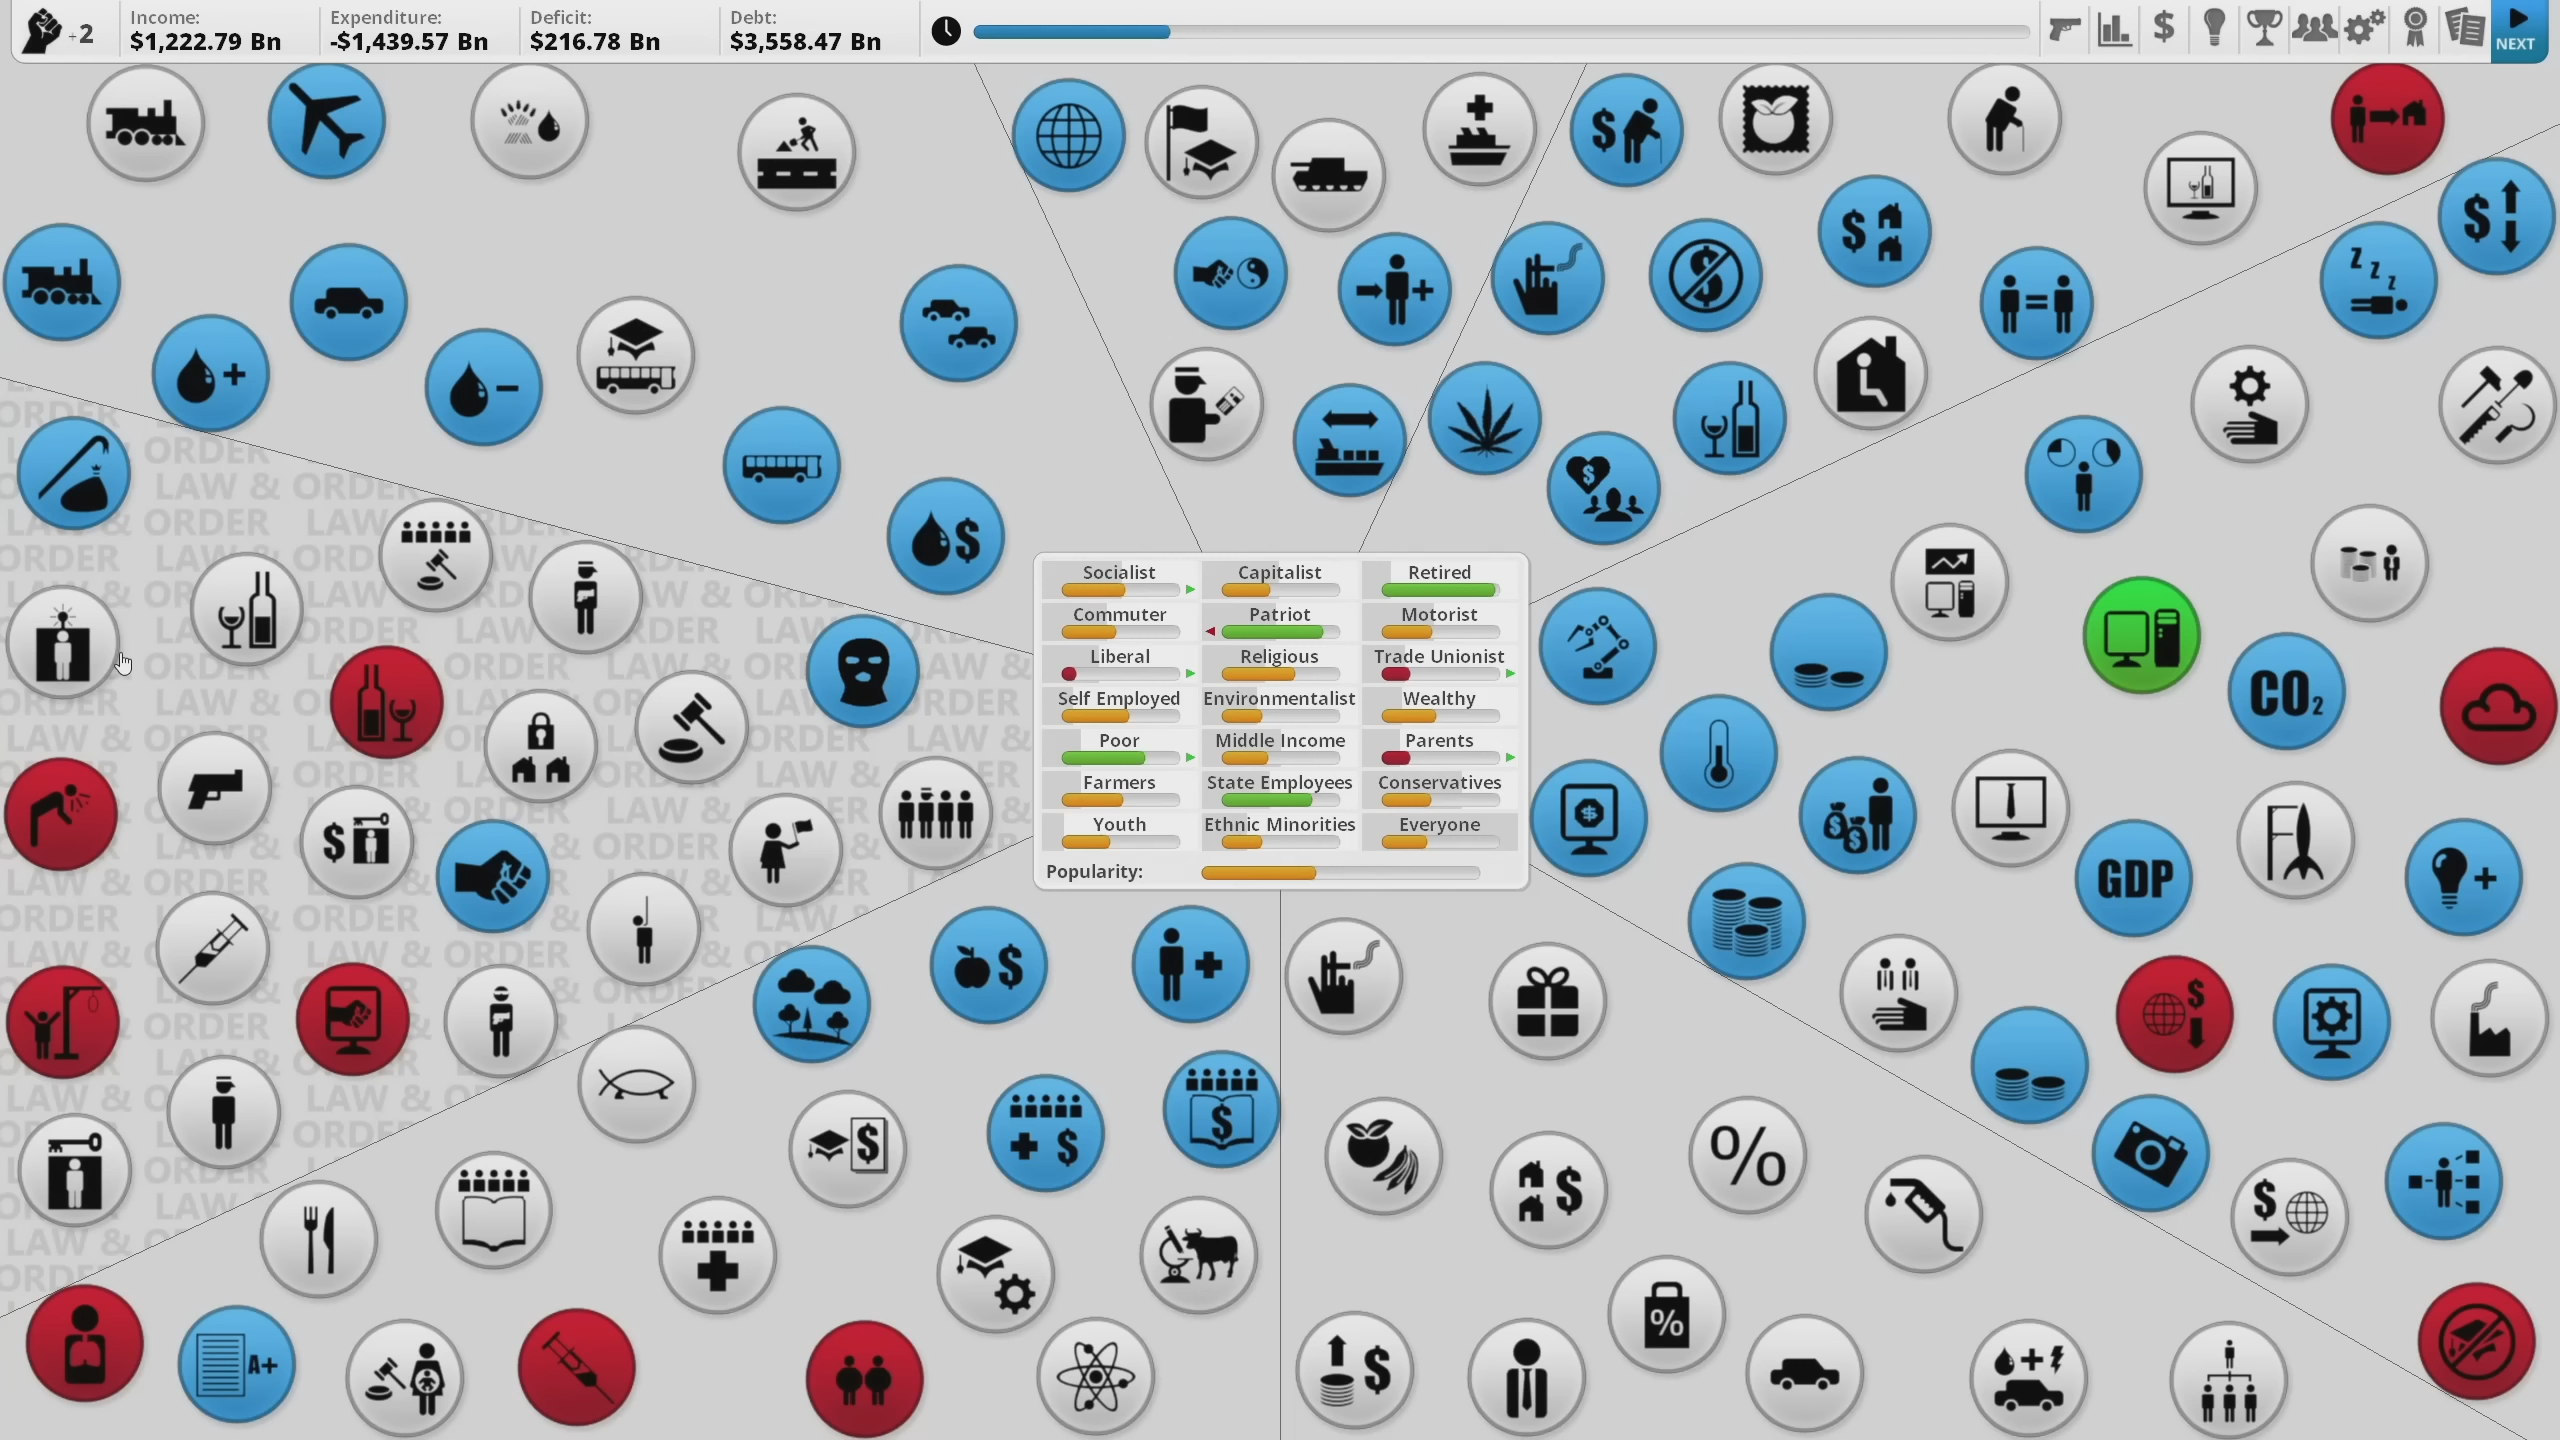 Income: Expenditure: Deficit: Debt:
+2 $1,222.79 Bn -$1,439.57 Bn $216.78 Bn $3,558.47 Bn
NEXT
LAW & ORDER
Socialist Capitalist Retired
Commuter Patriot Motorist
Liberal Religious Trade Unionist
Self Employed Environmentalist Wealthy
Poor Middle Income Parents
Farmers State Employees Conservatives
Youth Ethnic Minorities Everyone
Popularity:
CO2
GDP
A+
%
%
z z z